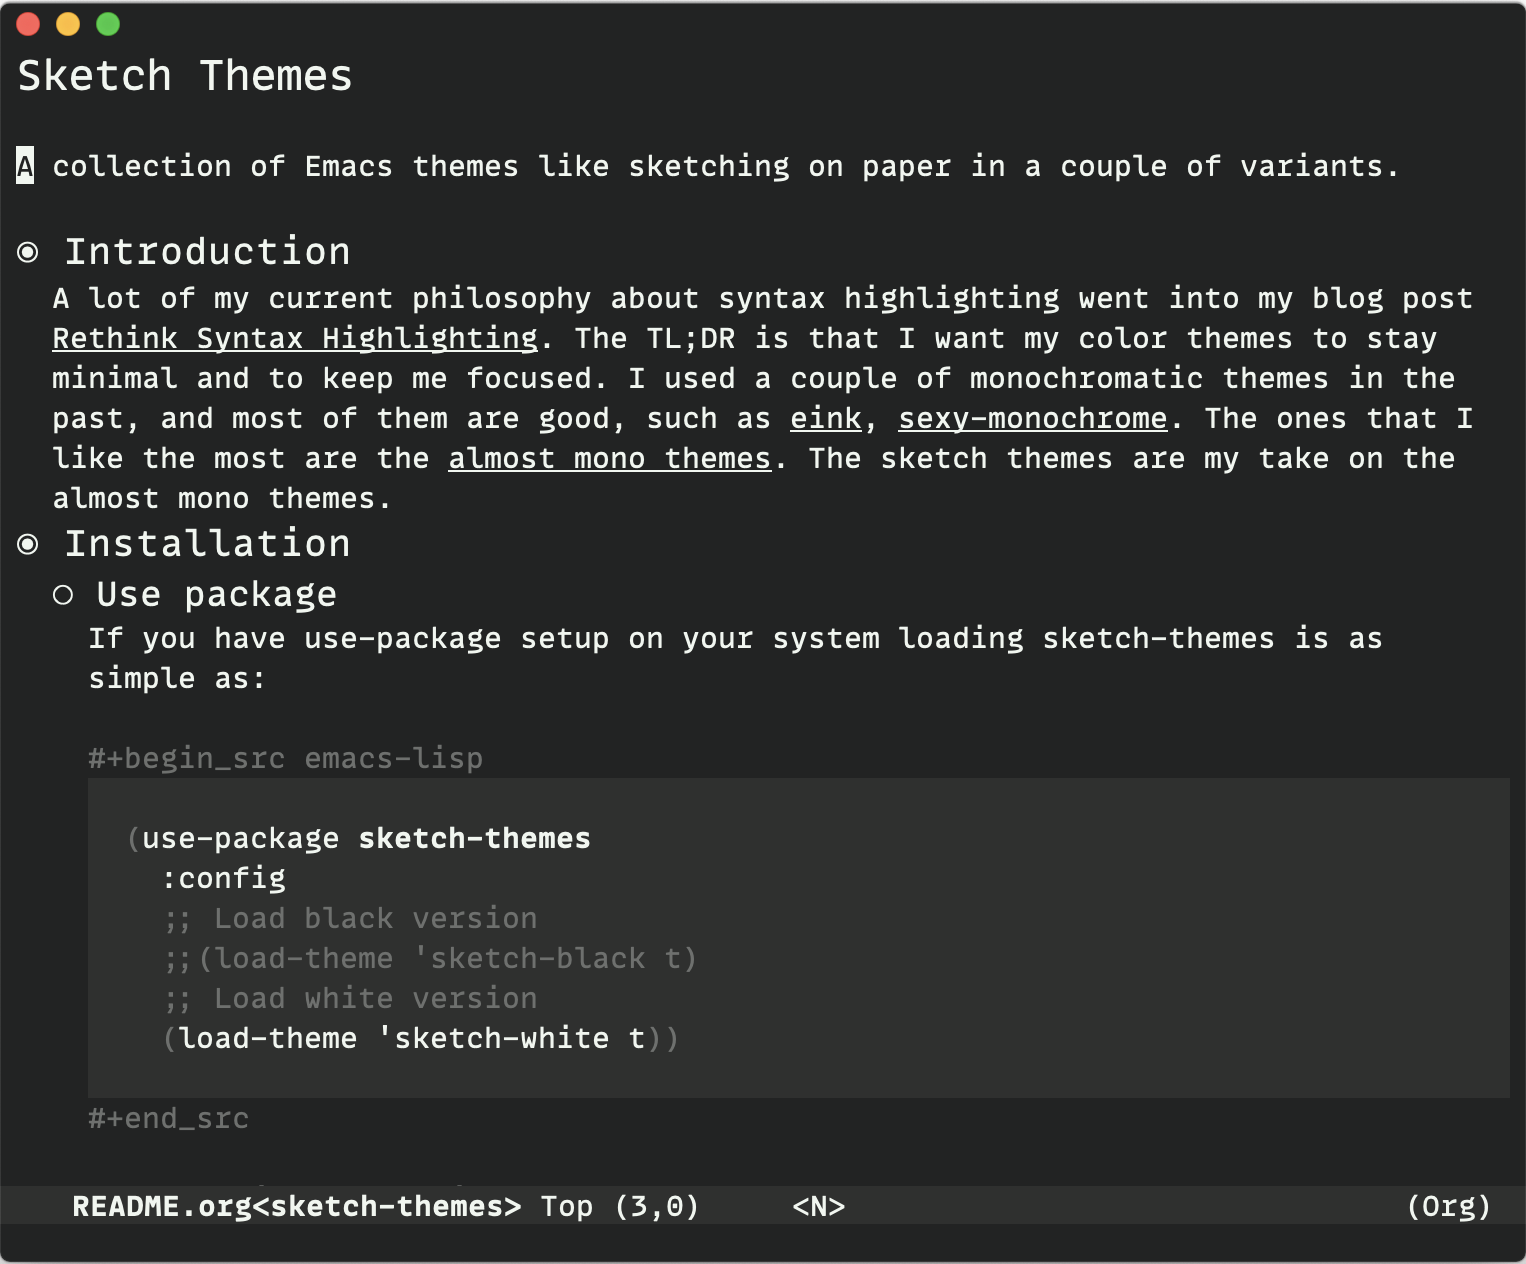 Sketch Themes
A collection of Emacs themes like sketching on paper in a couple of variants.
Introduction
A lot of my current philosophy about syntax highlighting went into my blog post
Rethink Syntax Highlighting. The TL;DR is that I want my color themes to stay
minimal and to keep me focused. I used a couple of monochromatic themes in the
past, and most of them are good, such as eink, sexy-monochrome. The ones that I
like the most are the almost mono themes. The sketch themes are my take on the
almost mono themes.
Installation
Use package
If you have use-package setup on your system loading sketch-themes is as
simple as:
#+begin_src emacs-lisp
(use-package sketch-themes
:config
;; Load black version
;;(load-theme 'sketch-black t)
;; Load white version
(load-theme 'sketch-white t))
#+end_src
README.org<sketch-themes> Top (3,0) <N> (Org)